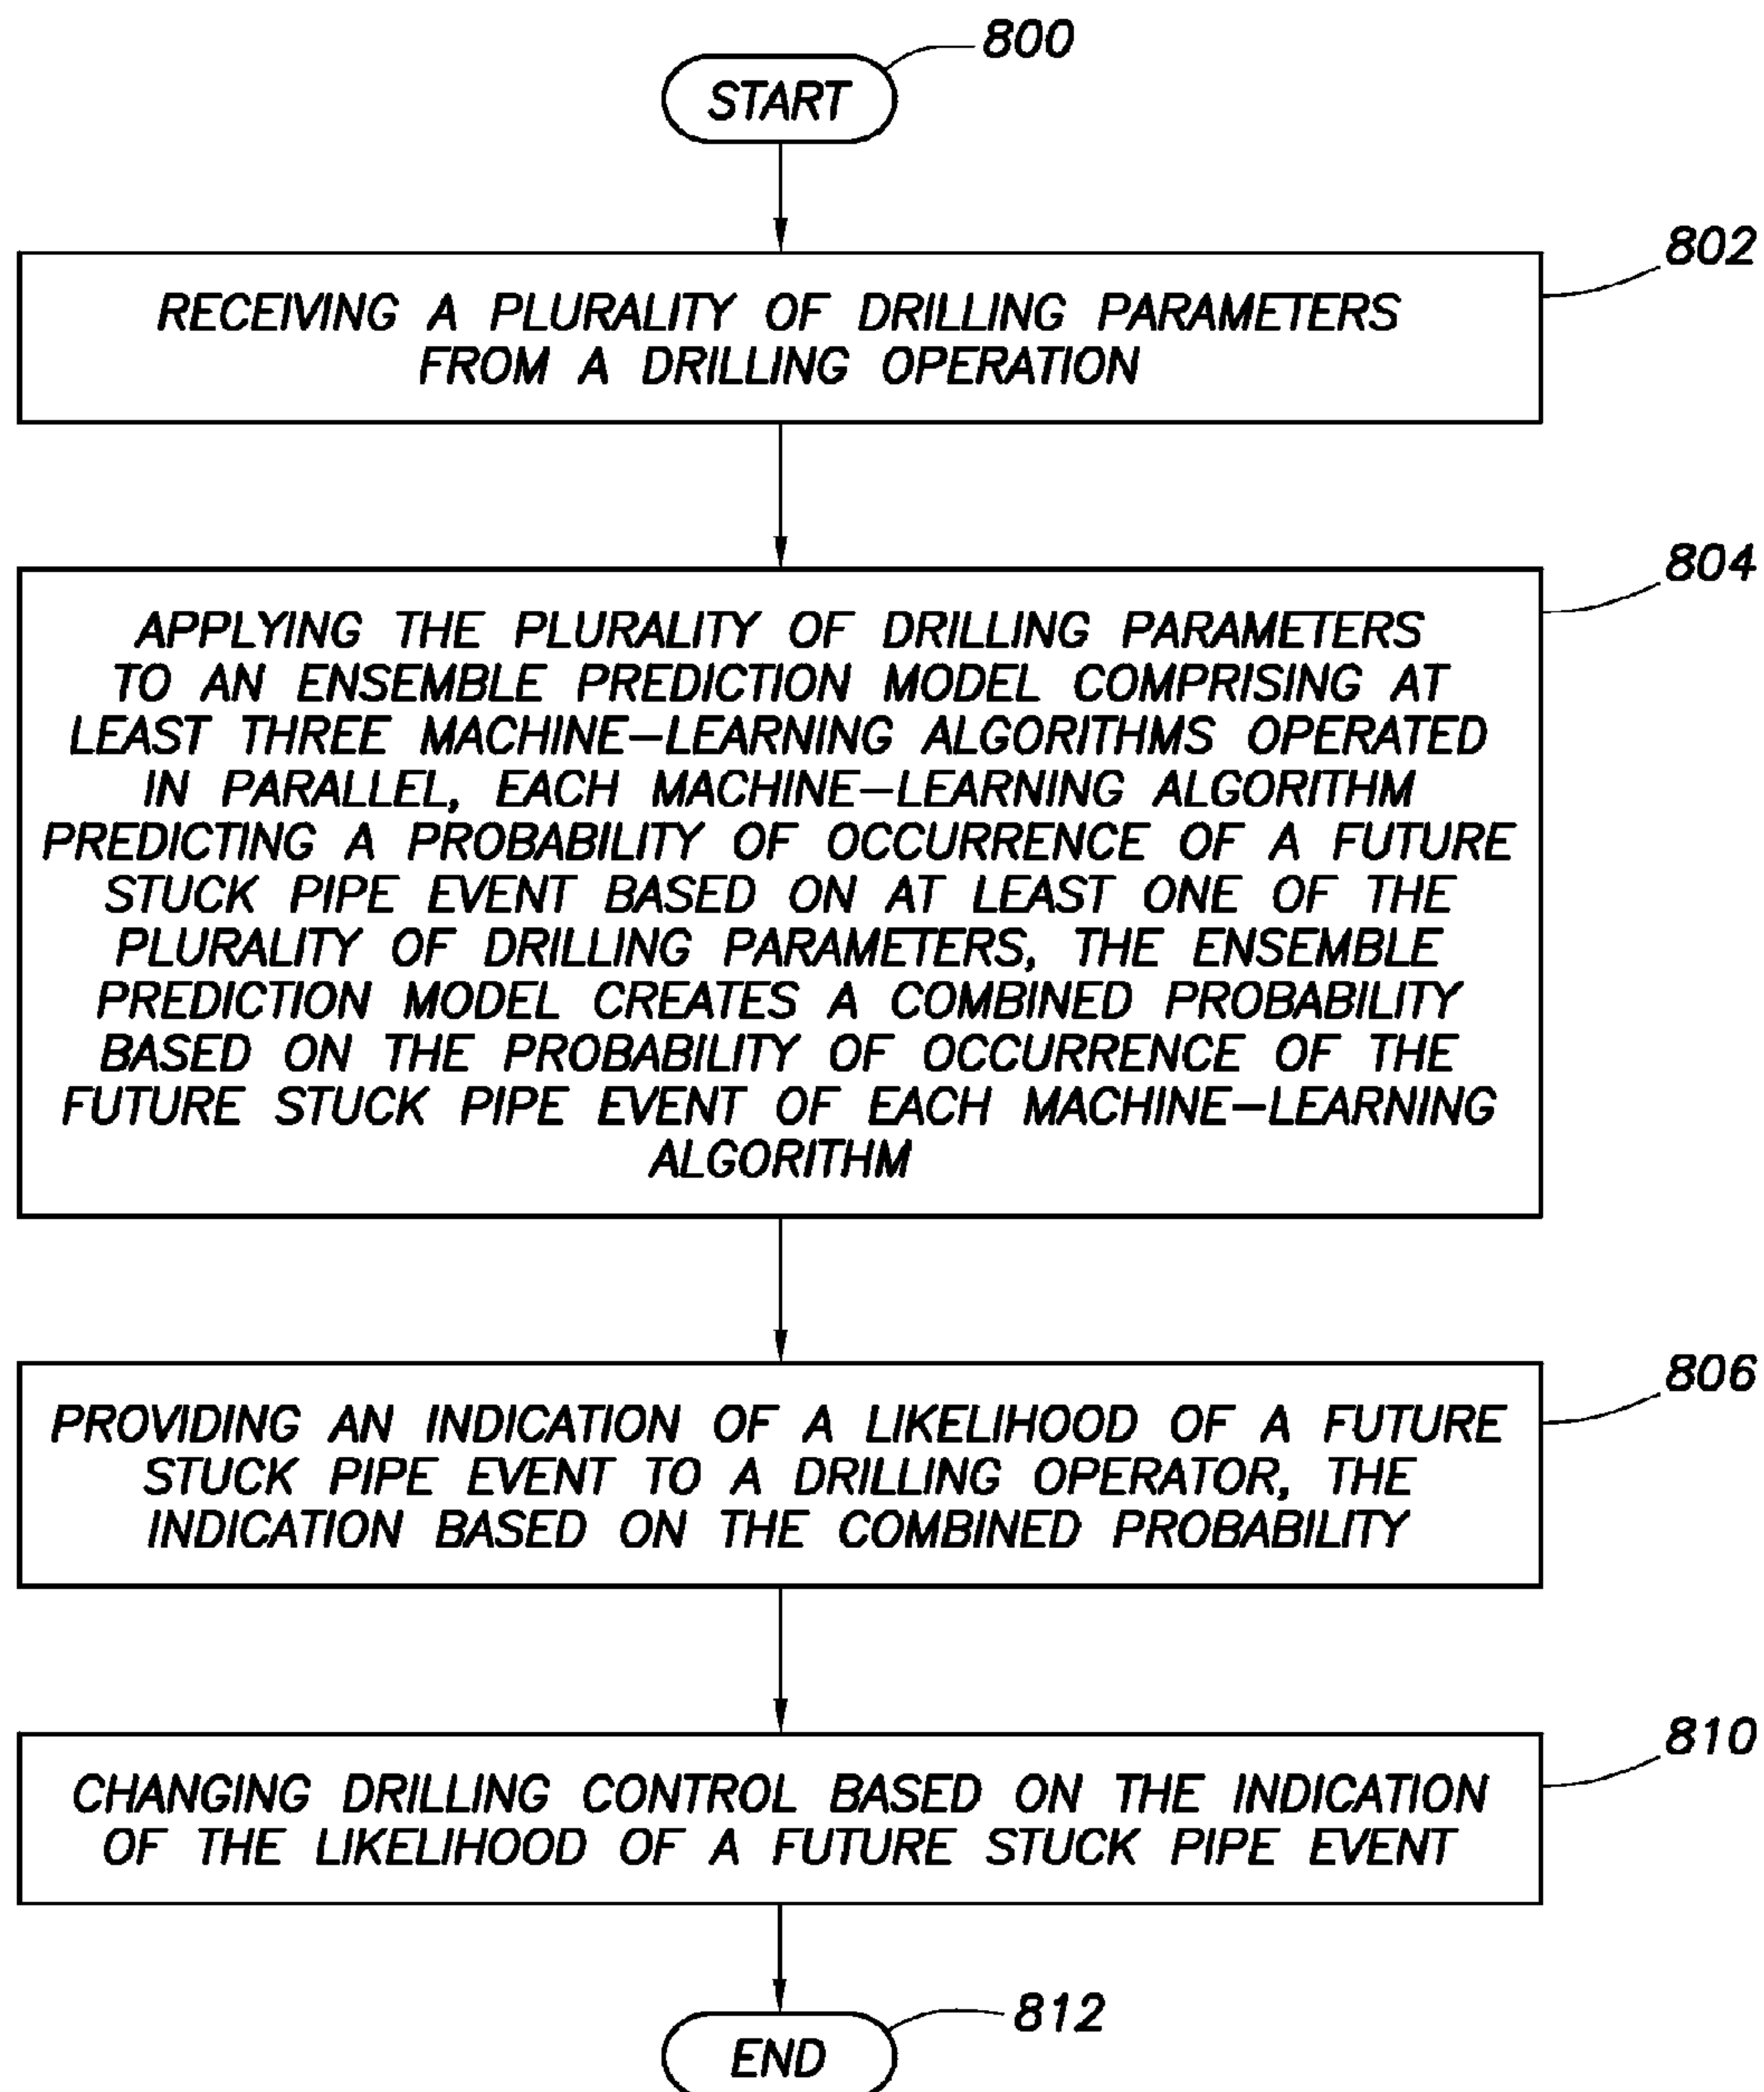 800
START
802
RECEIVING A PLURALITY OF DRILLING PARAMETERS
FROM A DRILLING OPERATION
804
APPLYING THE PLURALITY OF DRILLING PARAMETERS
TO AN ENSEMBLE PREDICTION MODEL COMPRISING AT
LEAST THREE MACHINE-LEARNING ALGORITHMS OPERATED
IN PARALLEL, EACH MACHINE-LEARNING ALGORITHM
PREDICTING A PROBABILITY OF OCCURRENCE OF A FUTURE
STUCK PIPE EVENT BASED ON AT LEAST ONE OF THE
PLURALITY OF DRILLING PARAMETERS, THE ENSEMBLE
PREDICTION MODEL CREATES A COMBINED PROBABILITY
BASED ON THE PROBABILITY OF OCCURRENCE OF THE
FUTURE STUCK PIPE EVENT OF EACH MACHINE-LEARNING
ALGORITHM
806
PROVIDING AN INDICATION OF A LIKELIHOOD OF A FUTURE
STUCK PIPE EVENT TO A DRILLING OPERATOR, THE
INDICATION BASED ON THE COMBINED PROBABILITY
810
CHANGING DRILLING CONTROL BASED ON THE INDICATION
OF THE LIKELIHOOD OF A FUTURE STUCK PIPE EVENT
812
END